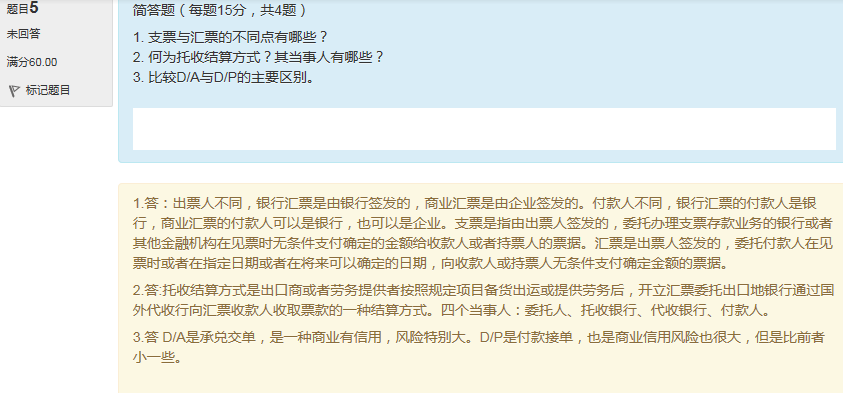 题目5
未回答
满分60.00
标记题目
简答题（每题15分，共4题）
1. 支票与汇票的不同点有哪些？
2. 何为托收结算方式？其当事人有哪些？
3. 比较D/A与D/P的主要区别。
1.答：出票人不同，银行汇票是由银行签发的，商业汇票是由企业签发的。付款人不同，银行汇票的付款人是银
行，商业汇票的付款人可以是银行，也可以是企业。支票是指由出票人签发的，委托办理支票存款业务的银行或者
其他金融机构在见票时无条件支付确定的金额给收款人或者持票人的票据。汇票是出票人签发的，委托付款人在见
票时或者在指定日期或者在将来可以确定的日期，向收款人或持票人无条件支付确定金额的票据。
2.答:托收结算方式是出口商或者劳务提供者按照规定项目备货出运或提供劳务后，开立汇票委托出口地银行通过国
外代收行向汇票收款人收取票款的一种结算方式。四个当事人：委托人、托收银行、代收银行、付款人。
3.答 D/A是承兑交单，是一种商业有信用，风险特别大。D/P是付款接单，也是商业信用风险也很大，但是比前者
小一些。